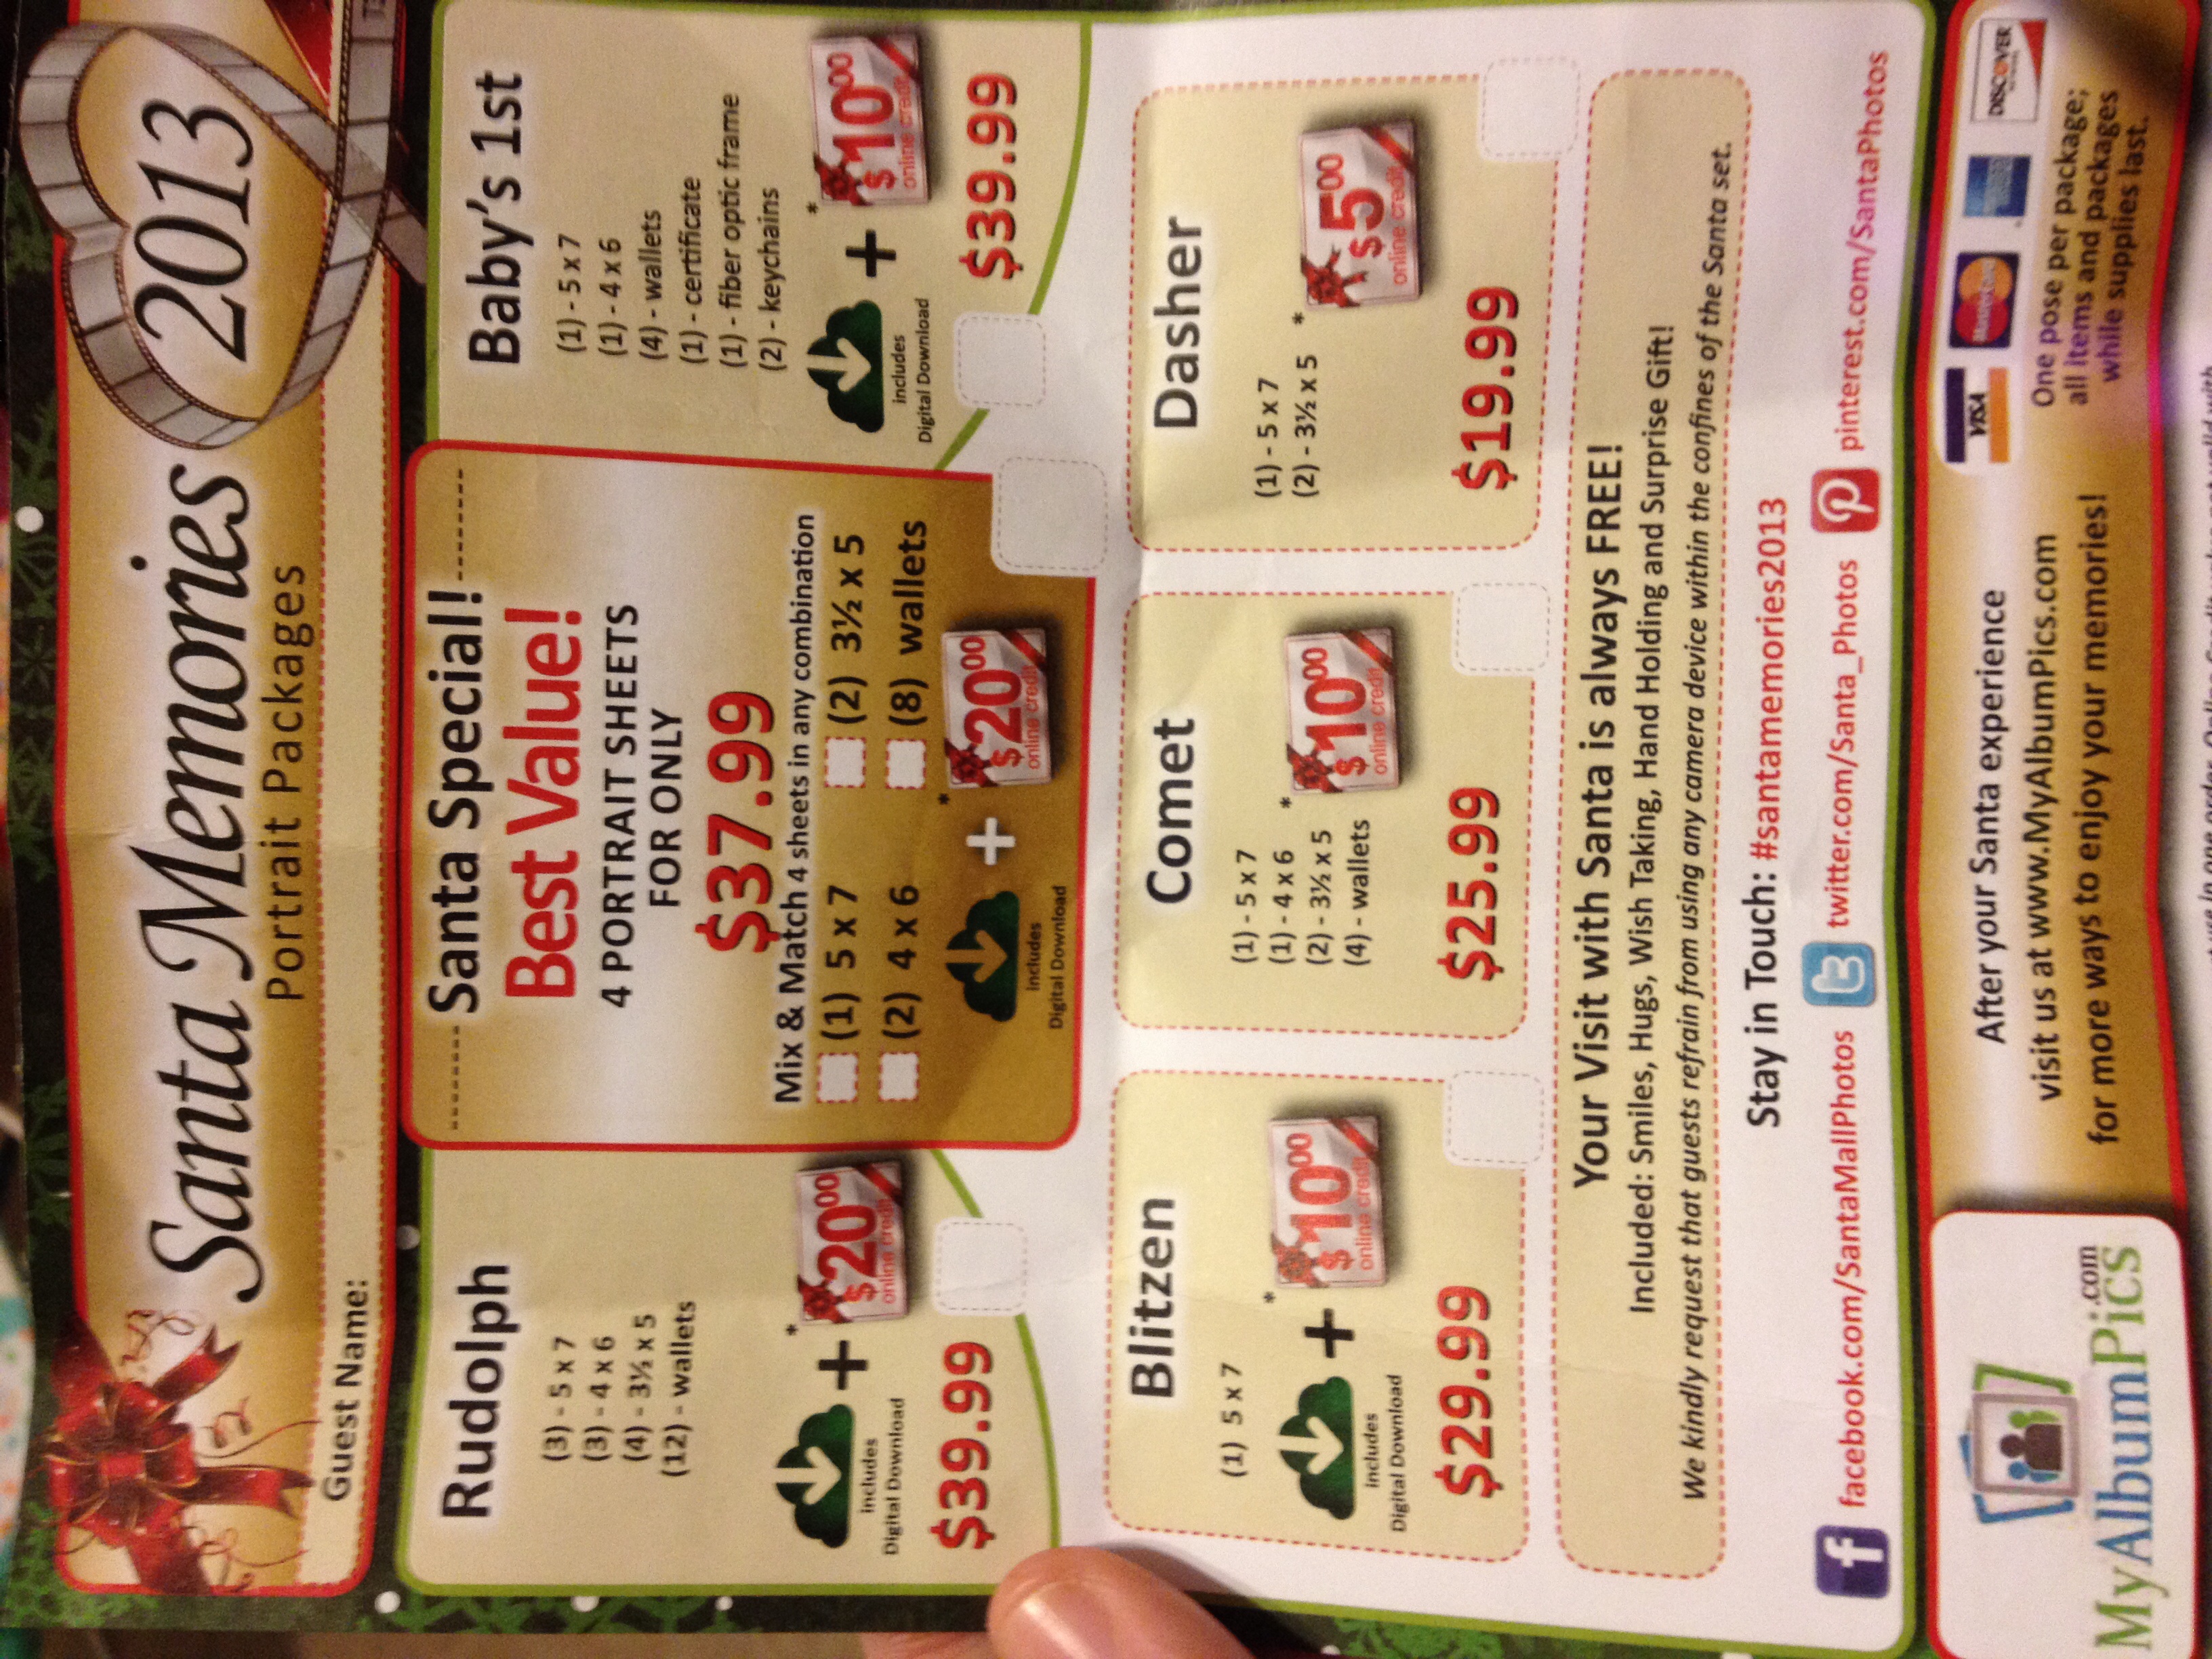 Santa Memories 2013
Portrait Packages
Guest Name:
Rudolph
(3) - 5 x 7
(3) - 4 x 6
(4) - 3½ x 5
(12) - wallets
includes
Digital Download
+
*
$20.00
online credit
$39.99
Santa Special!
Best Value!
4 PORTRAIT SHEETS
FOR ONLY
$37.99
Mix & Match 4 sheets in any combination
(1) 5 x 7
(2) 3½ x 5
(2) 4 x 6
(8) wallets
includes
Digital Download
+
*
$20.00
online credit
Baby's 1st
(1) - 5 x 7
(1) - 4 x 6
(4) - wallets
(1) - certificate
(1) - fiber optic frame
(2) - keychains
includes
Digital Download
+
*
$10.00
online credit
$39.99
Blitzen
(1) 5 x 7
includes
Digital Download
+
*
$10.00
online credit
$29.99
Comet
(1) - 5 x 7
(1) - 4 x 6
(2) - 3½ x 5
(4) - wallets
*
$10.00
online credit
$25.99
Dasher
(1) - 5 x 7
(2) - 3½ x 5
*
$5.00
online credit
$19.99
Your Visit with Santa is always FREE!
Included: Smiles, Hugs, Wish Taking, Hand Holding and Surprise Gift!
We kindly request that guests refrain from using any camera device within the confines of the Santa set.
Stay in Touch: #santamemories2013
f facebook.com/SantaMallPhotos
t twitter.com/Santa_Photos
P pinterest.com/SantaPhotos
MyAlbumPics.com
After your Santa experience
visit us at www.MyAlbumPics.com
for more ways to enjoy your memories!
VISA MasterCard AMERICAN EXPRESS DISCOVER
One pose per package;
all items and packages
while supplies last.